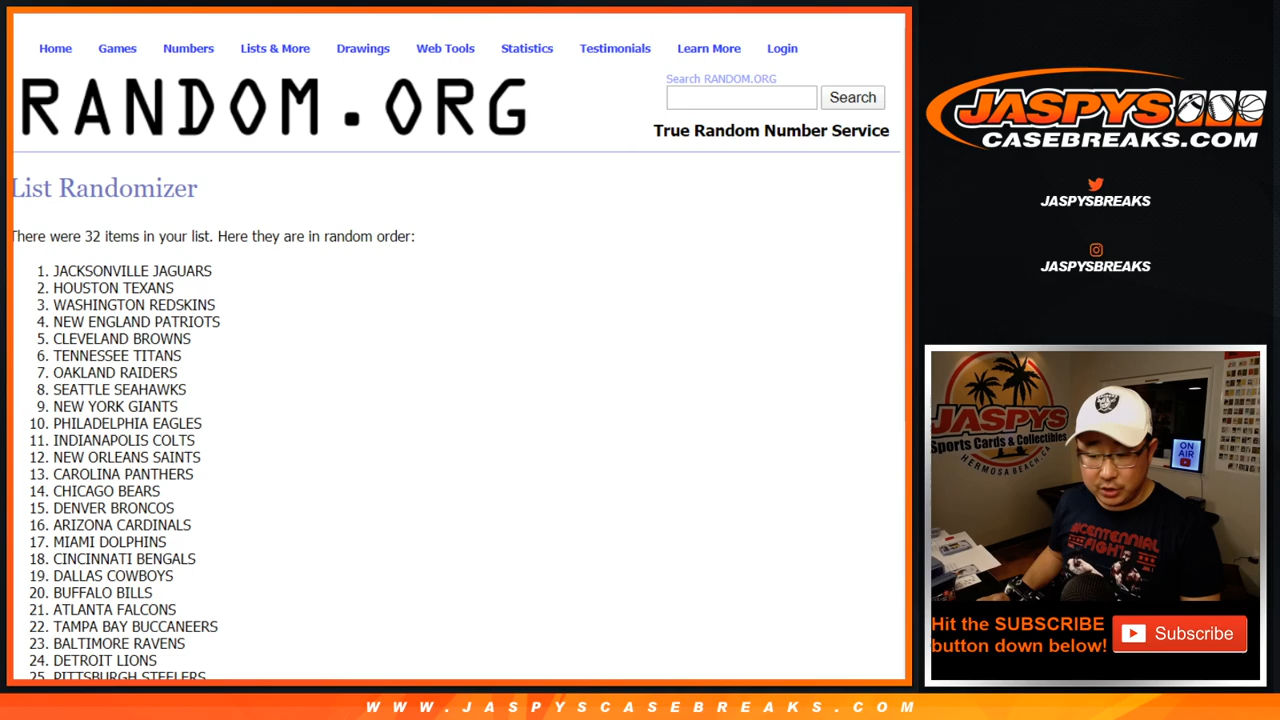 Home Games Numbers Lists & More Drawings Web Tools Statistics Testimonials Learn More Login
RANDOM.ORG
Search RANDOM.ORG
Search
True Random Number Service
List Randomizer
There were 32 items in your list. Here they are in random order:
1. JACKSONVILLE JAGUARS
2. HOUSTON TEXANS
3. WASHINGTON REDSKINS
4. NEW ENGLAND PATRIOTS
5. CLEVELAND BROWNS
6. TENNESSEE TITANS
7. OAKLAND RAIDERS
8. SEATTLE SEAHAWKS
9. NEW YORK GIANTS
10. PHILADELPHIA EAGLES
11. INDIANAPOLIS COLTS
12. NEW ORLEANS SAINTS
13. CAROLINA PANTHERS
14. CHICAGO BEARS
15. DENVER BRONCOS
16. ARIZONA CARDINALS
17. MIAMI DOLPHINS
18. CINCINNATI BENGALS
19. DALLAS COWBOYS
20. BUFFALO BILLS
21. ATLANTA FALCONS
22. TAMPA BAY BUCCANEERS
23. BALTIMORE RAVENS
24. DETROIT LIONS
25. PITTSBURGH STEELERS
JASPYS
CASEBREAKS.COM
JASPYSBREAKS
JASPYSBREAKS
JASPYS
Sports Cards & Collectibles
HERMOSA BEACH, CA
ON
AIR
BICENTENNIAL
FIGHT
Hit the SUBSCRIBE
button down below!
Subscribe
WWW.JASPYSCASEBREAKS.COM